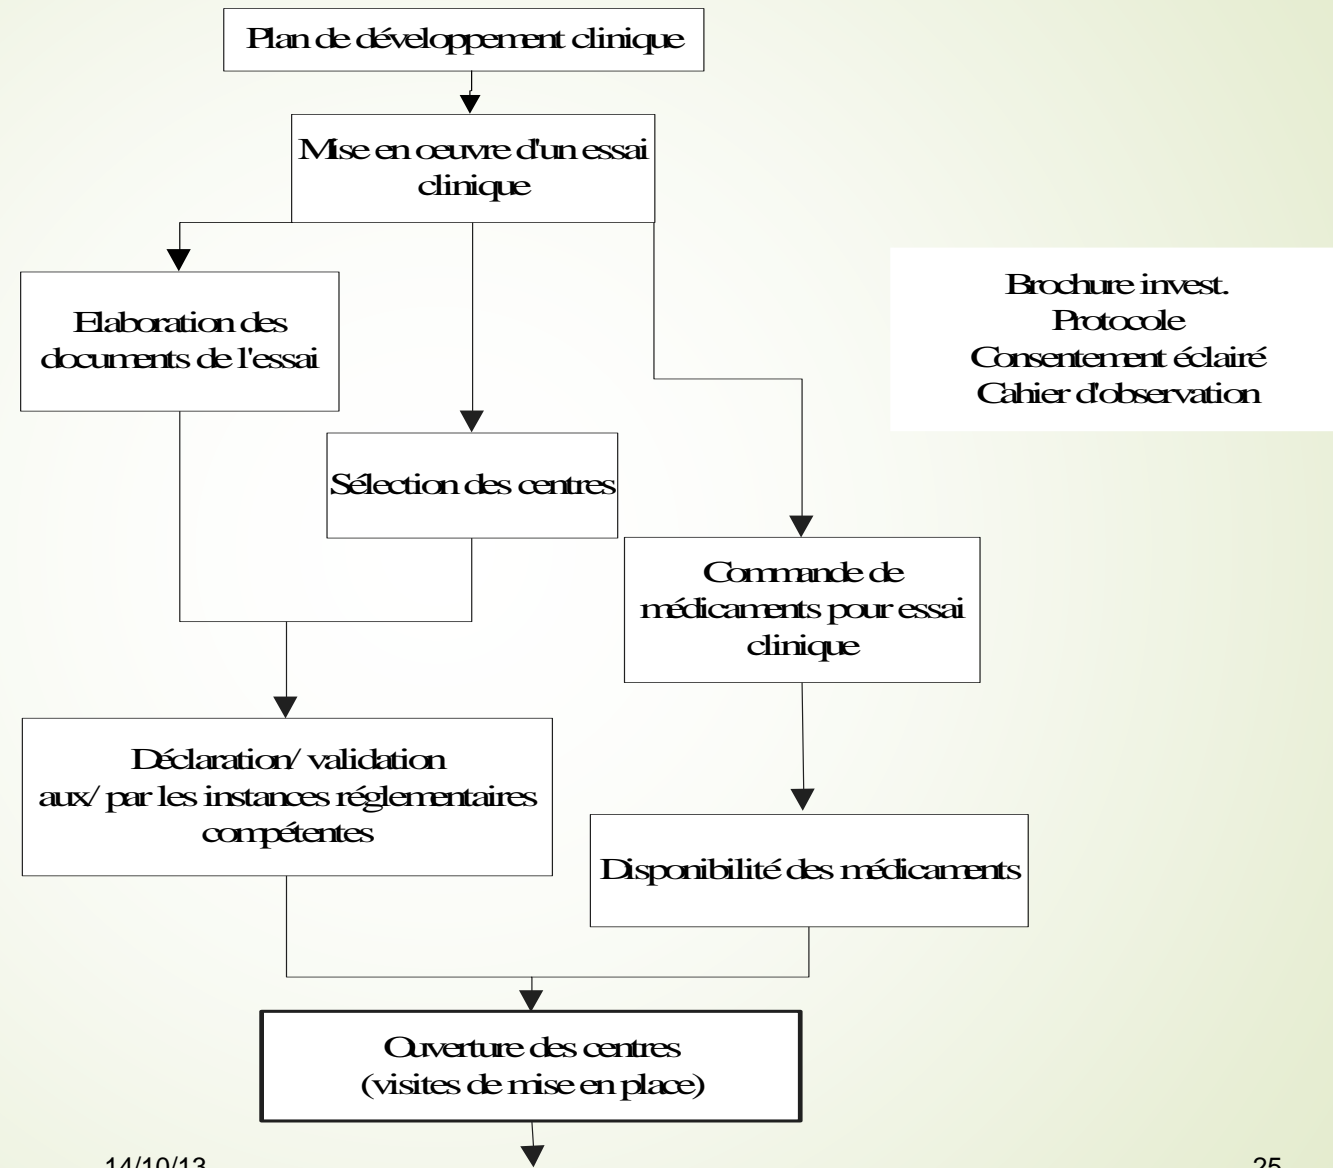 Plan de développement clinique
Mise en oeuvre d'un essai
clinique
Elaboration des
documents de l'essai
Brochure invest.
Protocole
Consentement éclairé
Cahier d'observation
Sélection des centres
Commande de
médicaments pour essai
clinique
Déclaration/ validation
aux/ par les instances réglementaires
compétentes
Disponibilité des médicaments
Ouverture des centres
(visites de mise en place)
14/10/13
25